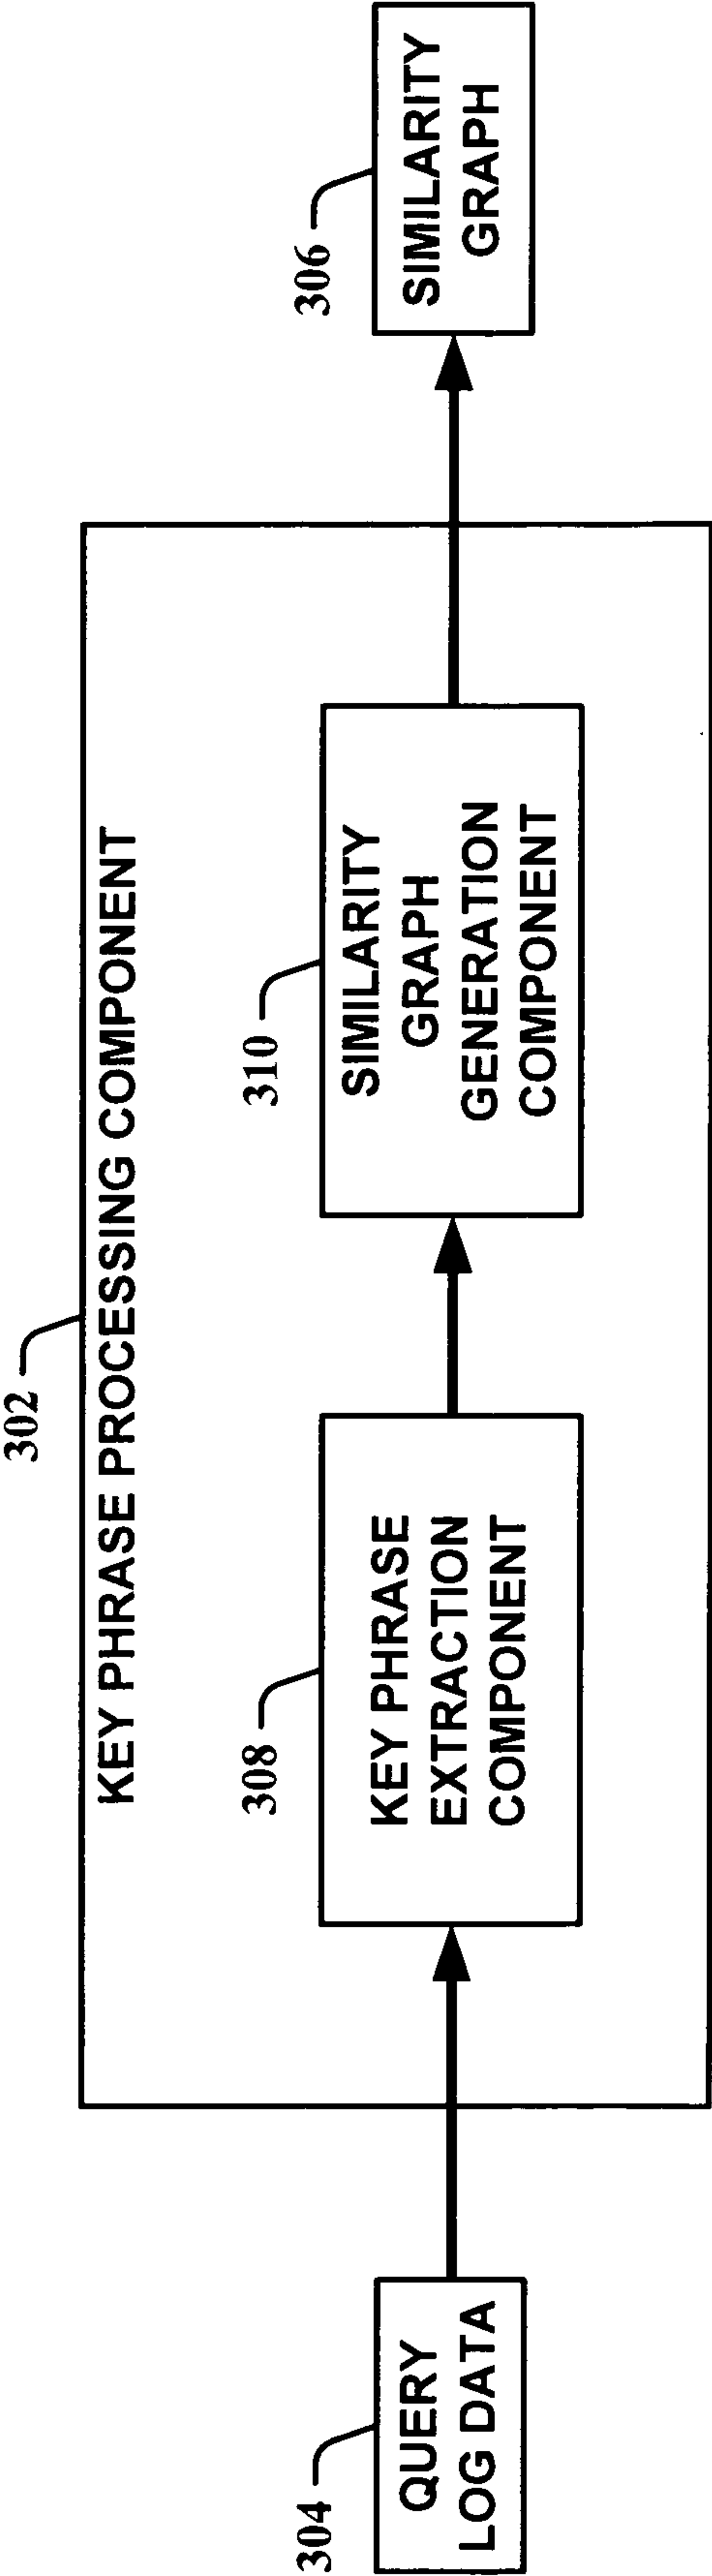 302
KEY PHRASE PROCESSING COMPONENT
304
QUERY
LOG DATA
308
KEY PHRASE
EXTRACTION
COMPONENT
310
SIMILARITY
GRAPH
GENERATION
COMPONENT
306
SIMILARITY
GRAPH